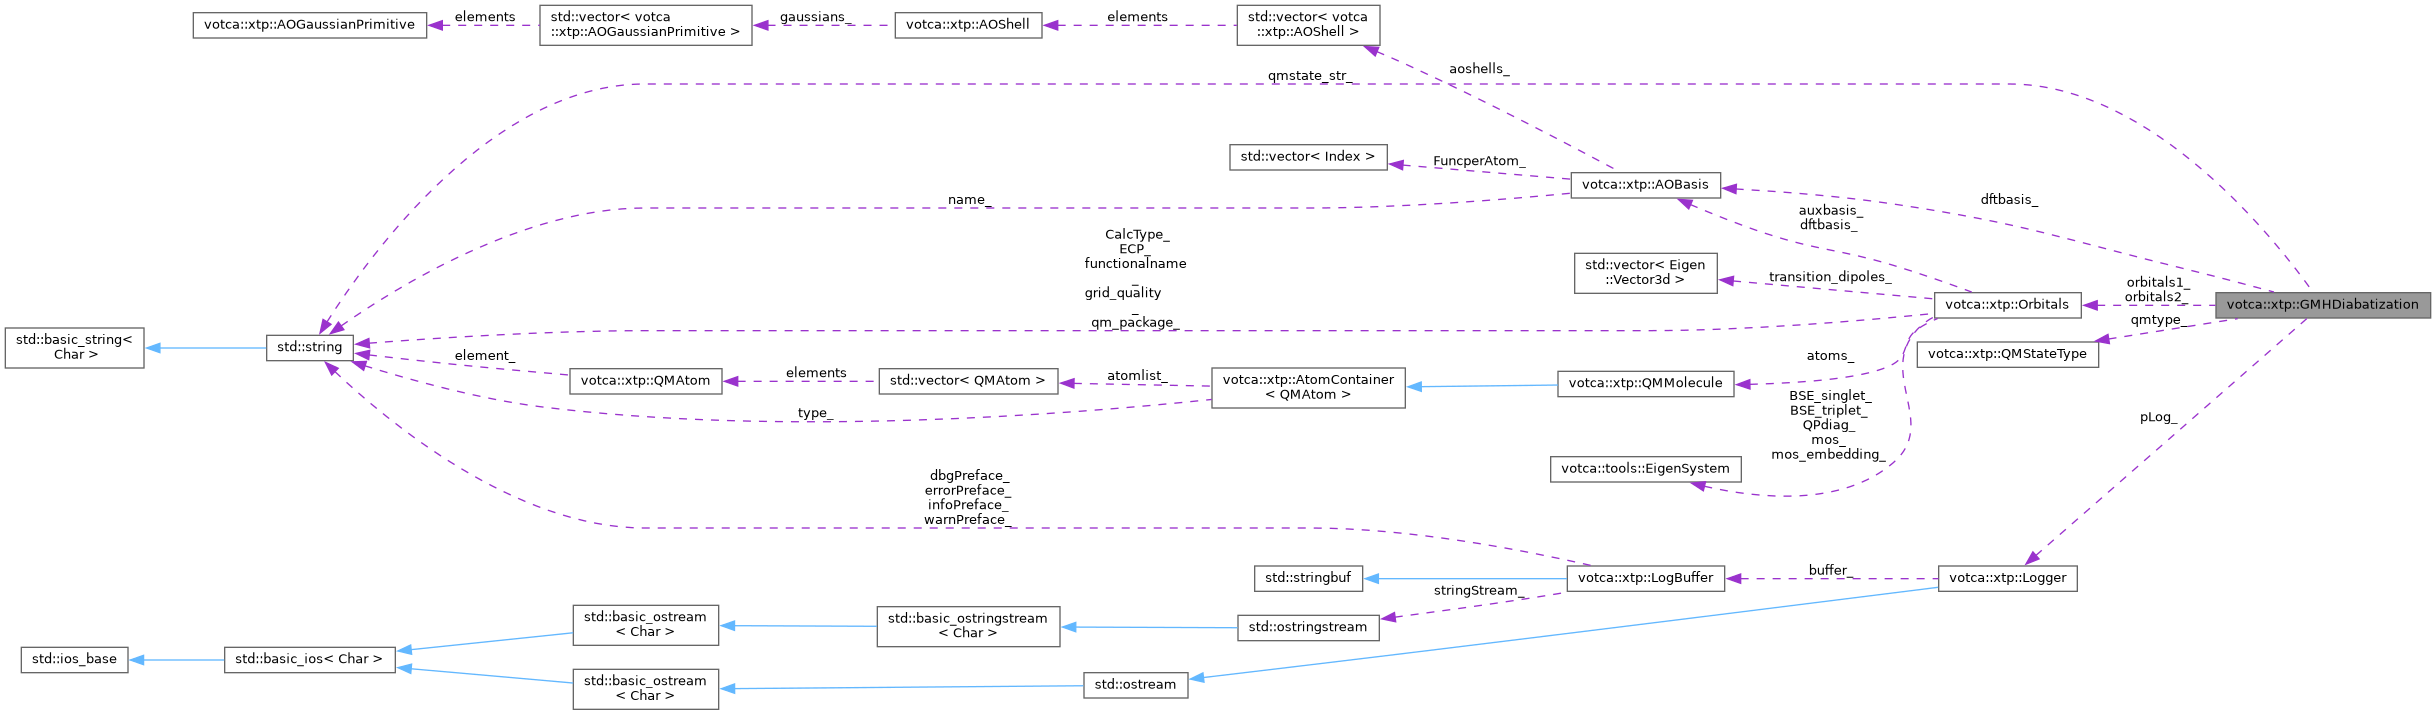 votca::xtp::AOGaussianPrimitive
elements
std::vector< votca
::xtp::AOGaussianPrimitive >
gaussians_
votca::xtp::AOShell
elements
std::vector< votca
::xtp::AOShell >
aoshells_
qmstate_str_
std::vector< Index >
FuncperAtom_
votca::xtp::AOBasis
name_
dftbasis_
auxbasis_
dftbasis_
CalcType_
ECP_
functionalname
_
grid_quality
_
qm_package_
std::vector< Eigen
::Vector3d >
transition_dipoles_
votca::xtp::Orbitals
orbitals1_
orbitals2_
votca::xtp::GMHDiabatization
qmtype_
votca::xtp::QMStateType
std::basic_string<
Char >
std::string
element_
votca::xtp::QMAtom
elements
std::vector< QMAtom >
atomlist_
votca::xtp::AtomContainer
< QMAtom >
votca::xtp::QMMolecule
atoms_
type_
BSE_singlet_
BSE_triplet_
QPdiag_
mos_
mos_embedding_
pLog_
votca::tools::EigenSystem
dbgPreface_
errorPreface_
infoPreface_
warnPreface_
std::stringbuf
votca::xtp::LogBuffer
buffer_
votca::xtp::Logger
stringStream_
std::basic_ostream
< Char >
std::basic_ostringstream
< Char >
std::ostringstream
std::ios_base
std::basic_ios< Char >
std::basic_ostream
< Char >
std::ostream